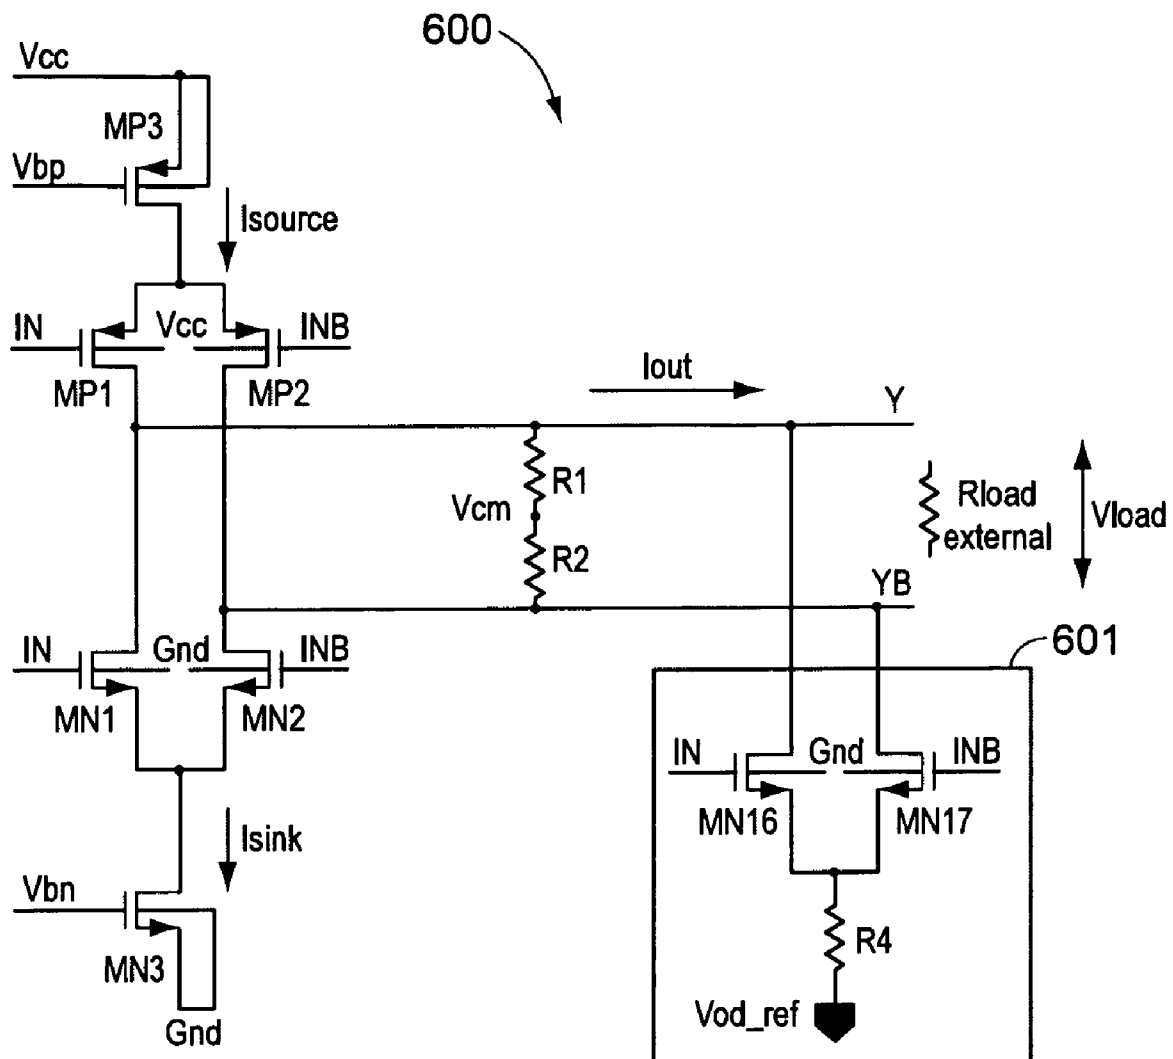 600
Vcc
MP3
Vbp
Isource
IN
Vcc
INB
MP1
MP2
Iout
Y
R1
Vcm
R2
Rload
external
Vload
YB
IN
Gnd
INB
MN1
MN2
601
IN
Gnd
INB
MN16
MN17
Isink
Vbn
MN3
R4
Gnd
Vod_ref